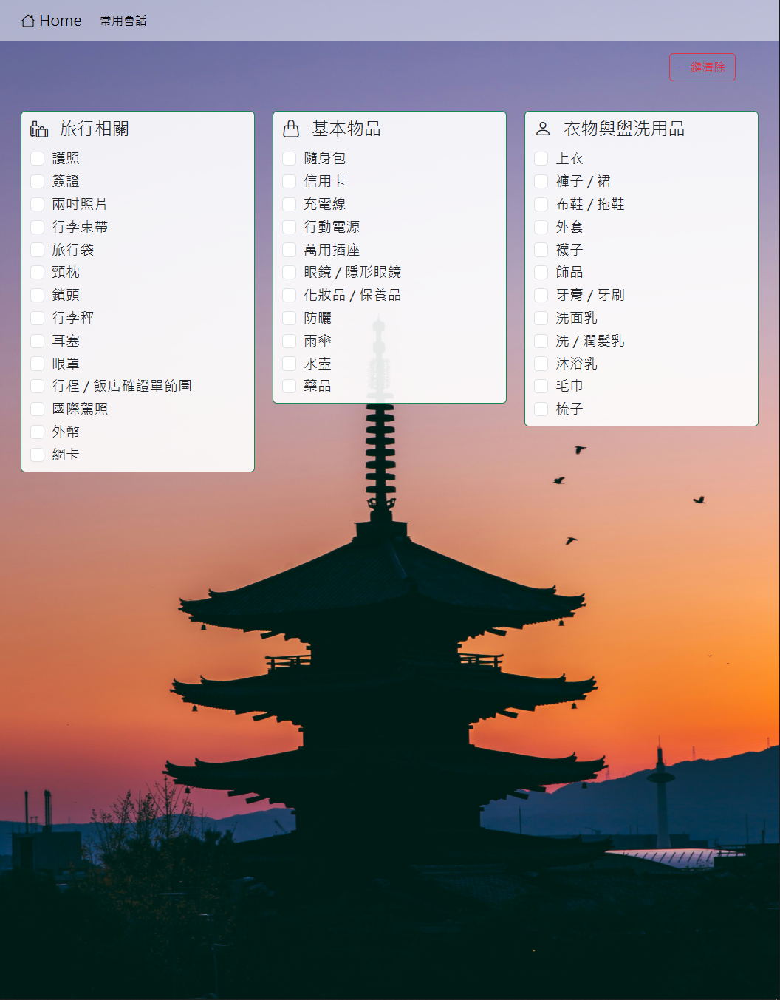 Home 常用會話
一鍵清除
旅行相關
護照
簽證
兩吋照片
行李束帶
旅行袋
頸枕
鎖頭
行李秤
耳塞
眼罩
行程 / 飯店確證單節圖
國際駕照
外幣
網卡
基本物品
隨身包
信用卡
充電線
行動電源
萬用插座
眼鏡 / 隱形眼鏡
化妝品 / 保養品
防曬
雨傘
水壺
藥品
衣物與盥洗用品
上衣
褲子 / 裙
布鞋 / 拖鞋
外套
襪子
飾品
牙膏 / 牙刷
洗面乳
洗 / 潤髮乳
沐浴乳
毛巾
梳子